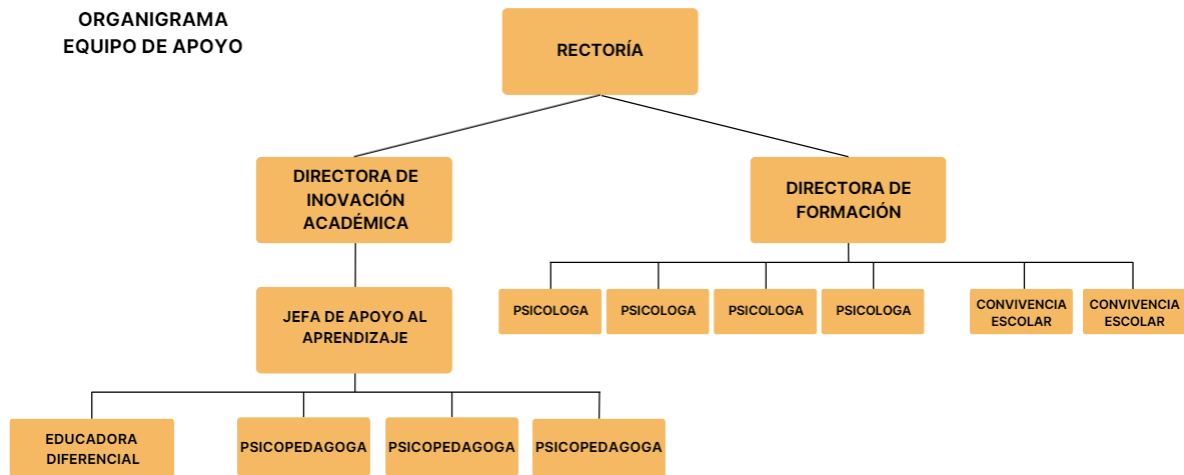 ORGANIGRAMA
EQUIPO DE APOYO
RECTORÍA
DIRECTORA DE
INOVACIÓN
ACADÉMICA
DIRECTORA DE
FORMACIÓN
JEFA DE APOYO AL
APRENDIZAJE
PSICOLOGA
PSICOLOGA
PSICOLOGA
PSICOLOGA
CONVIVENCIA
ESCOLAR
CONVIVENCIA
ESCOLAR
EDUCADORA
DIFERENCIAL
PSICOPEDAGOGA
PSICOPEDAGOGA
PSICOPEDAGOGA